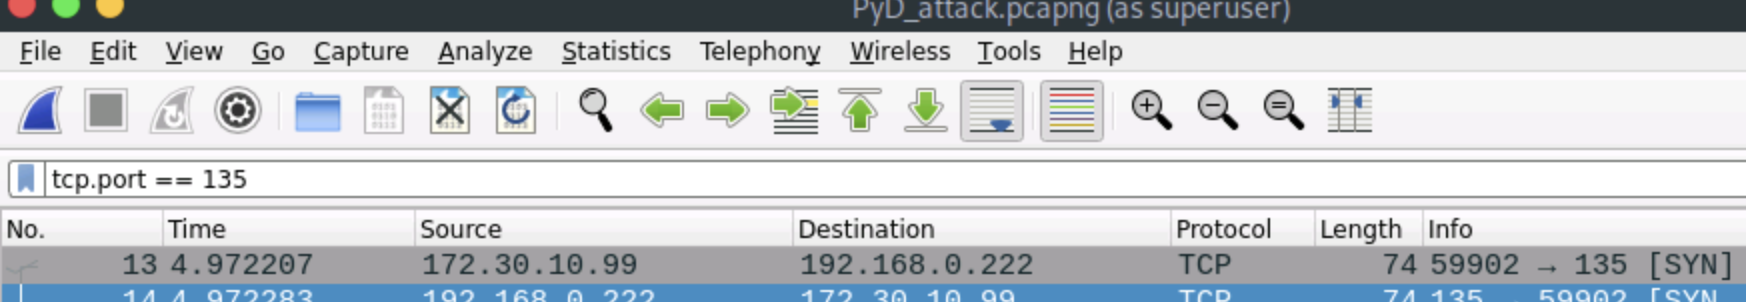 PyD_attack.pcapng (as superuser)
File Edit View Go Capture Analyze Statistics Telephony Wireless Tools Help
tcp.port == 135
No. Time Source Destination Protocol Length Info
13 4.972207 172.30.10.99 192.168.0.222 TCP 74 59902 → 135 [SYN]
14 4.972283 192.168.0.222 172.30.10.99 TCP 74 135 → 59902 [SYN